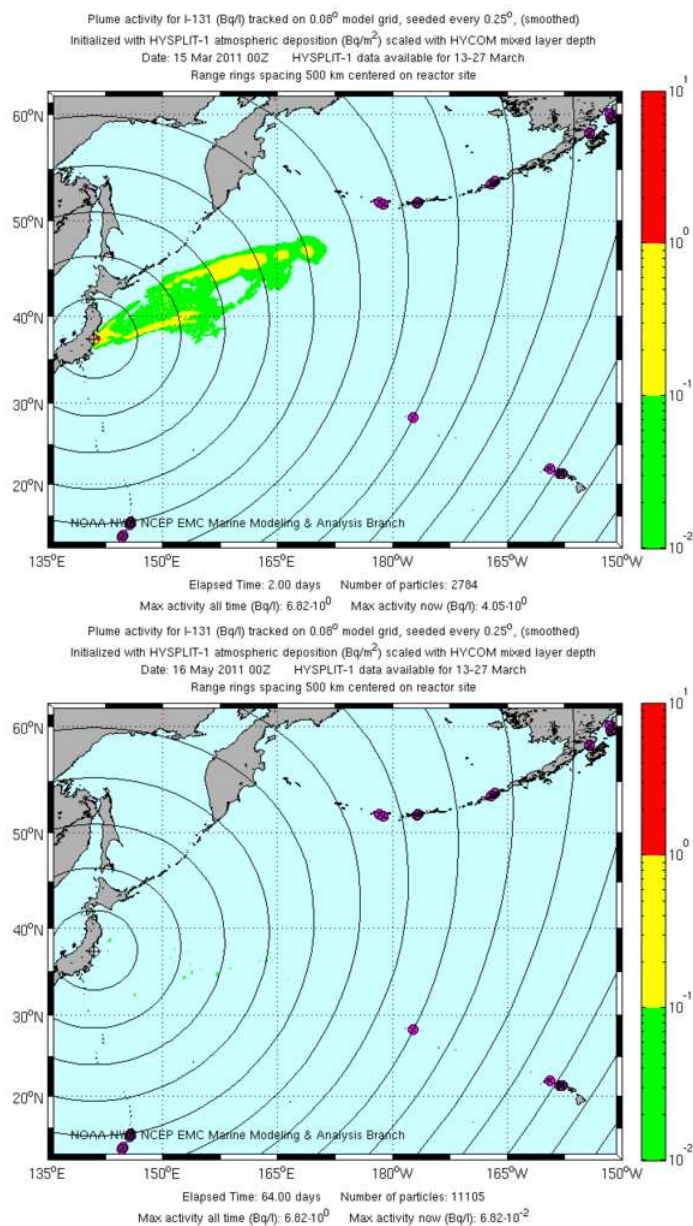 Plume activity for I-131 (Bq/l) tracked on 0.08° model grid, seeded every 0.25°, (smoothed)
Initialized with HYSPLIT-1 atmospheric deposition (Bq/m²) scaled with HYCOM mixed layer depth
Date: 15 Mar 2011 00Z HYSPLIT-1 data available for 13-27 March
Range rings spacing 500 km centered on reactor site
60°N
50°N
40°N
30°N
20°N
NOAA NWS NCEP EMC Marine Modeling & Analysis Branch
135°E 150°E 165°E 180°W 165°W 150°W
10¹
10⁰
10⁻¹
10⁻²
Elapsed Time: 2.00 days Number of particles: 2784
Max activity all time (Bq/l): 6.82·10⁰ Max activity now (Bq/l): 4.05·10⁰
Plume activity for I-131 (Bq/l) tracked on 0.08° model grid, seeded every 0.25°, (smoothed)
Initialized with HYSPLIT-1 atmospheric deposition (Bq/m²) scaled with HYCOM mixed layer depth
Date: 16 May 2011 00Z HYSPLIT-1 data available for 13-27 March
Range rings spacing 500 km centered on reactor site
60°N
50°N
40°N
30°N
20°N
NOAA NWS NCEP EMC Marine Modeling & Analysis Branch
135°E 150°E 165°E 180°W 165°W 150°W
10¹
10⁰
10⁻¹
10⁻²
Elapsed Time: 64.00 days Number of particles: 11105
Max activity all time (Bq/l): 6.82·10⁰ Max activity now (Bq/l): 6.82·10⁻²